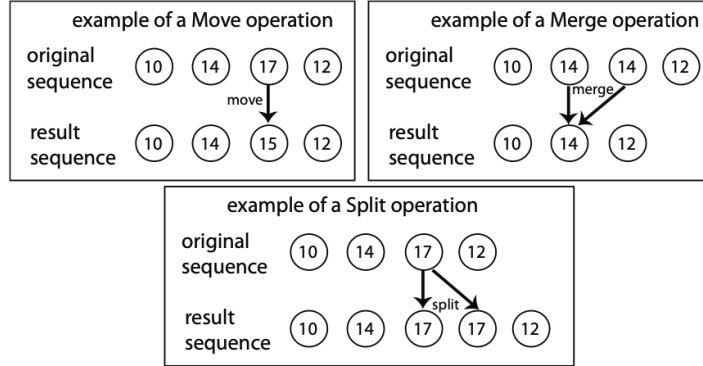 example of a Move operation
original sequence 10 14 17 12
move
result sequence 10 14 15 12
example of a Merge operation
original sequence 10 14 14 12
merge
result sequence 10 14 12
example of a Split operation
original sequence 10 14 17 12
split
result sequence 10 14 17 17 12